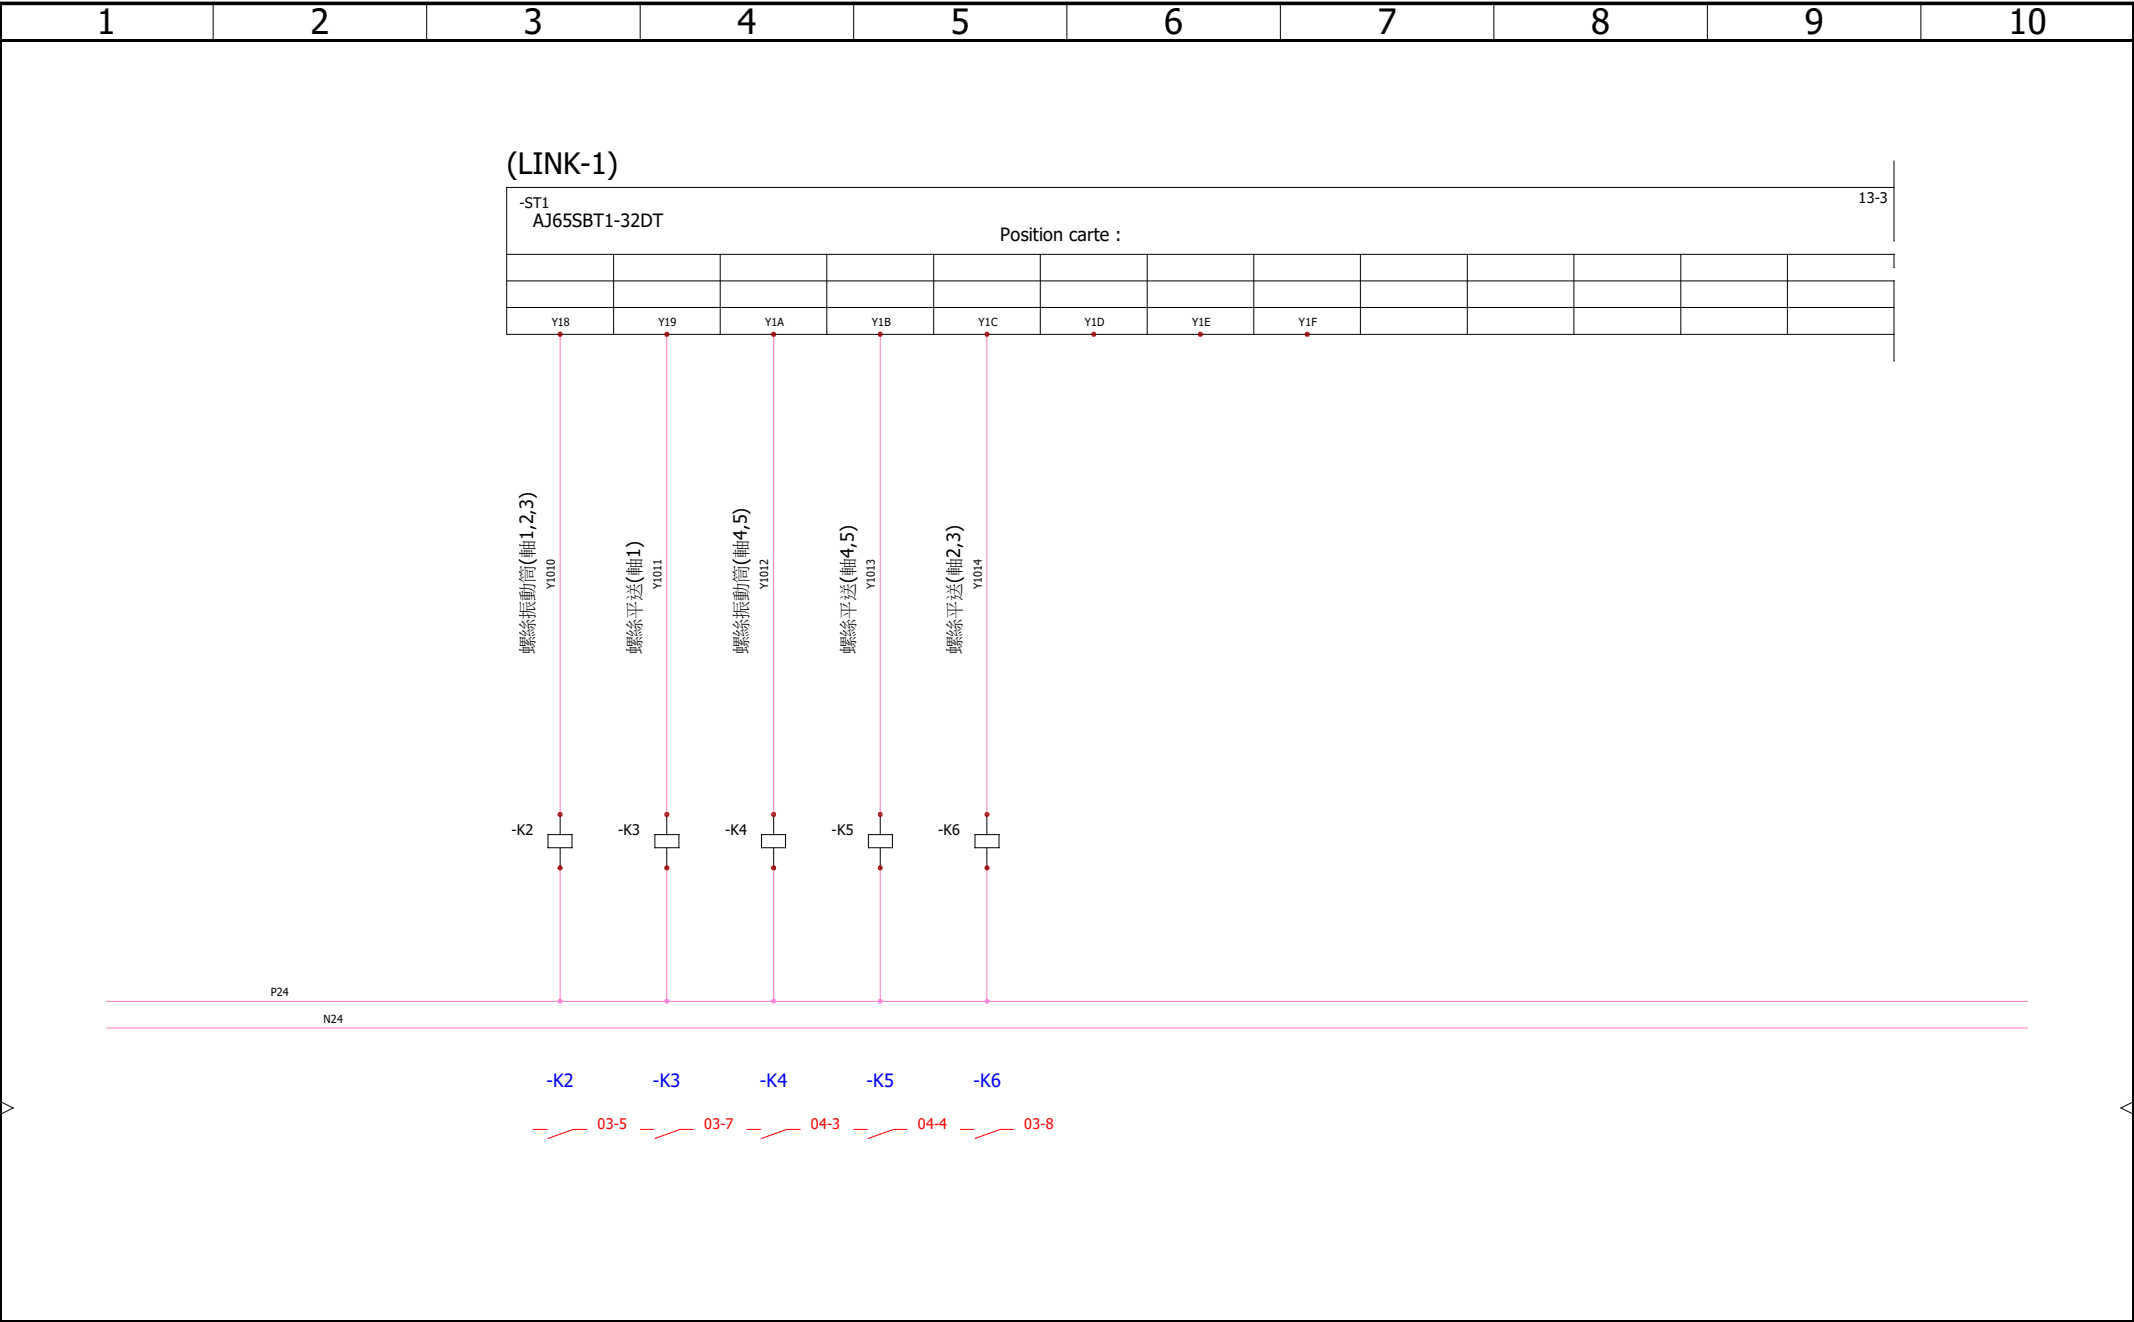 1 2 3 4 5 6 7 8 9 10
(LINK-1)
-ST1 13-3
AJ65SBT1-32DT
Position carte :
Y18 Y19 Y1A Y1B Y1C Y1D Y1E Y1F
螺絲振動筒(軸1,2,3)
Y1010
螺絲平送(軸1)
Y1011
螺絲振動筒(軸4,5)
Y1012
螺絲平送(軸4,5)
Y1013
螺絲平送(軸2,3)
Y1014
-K2 -K3 -K4 -K5 -K6
P24
N24
-K2 -K3 -K4 -K5 -K6
03-5 03-7 04-3 04-4 03-8